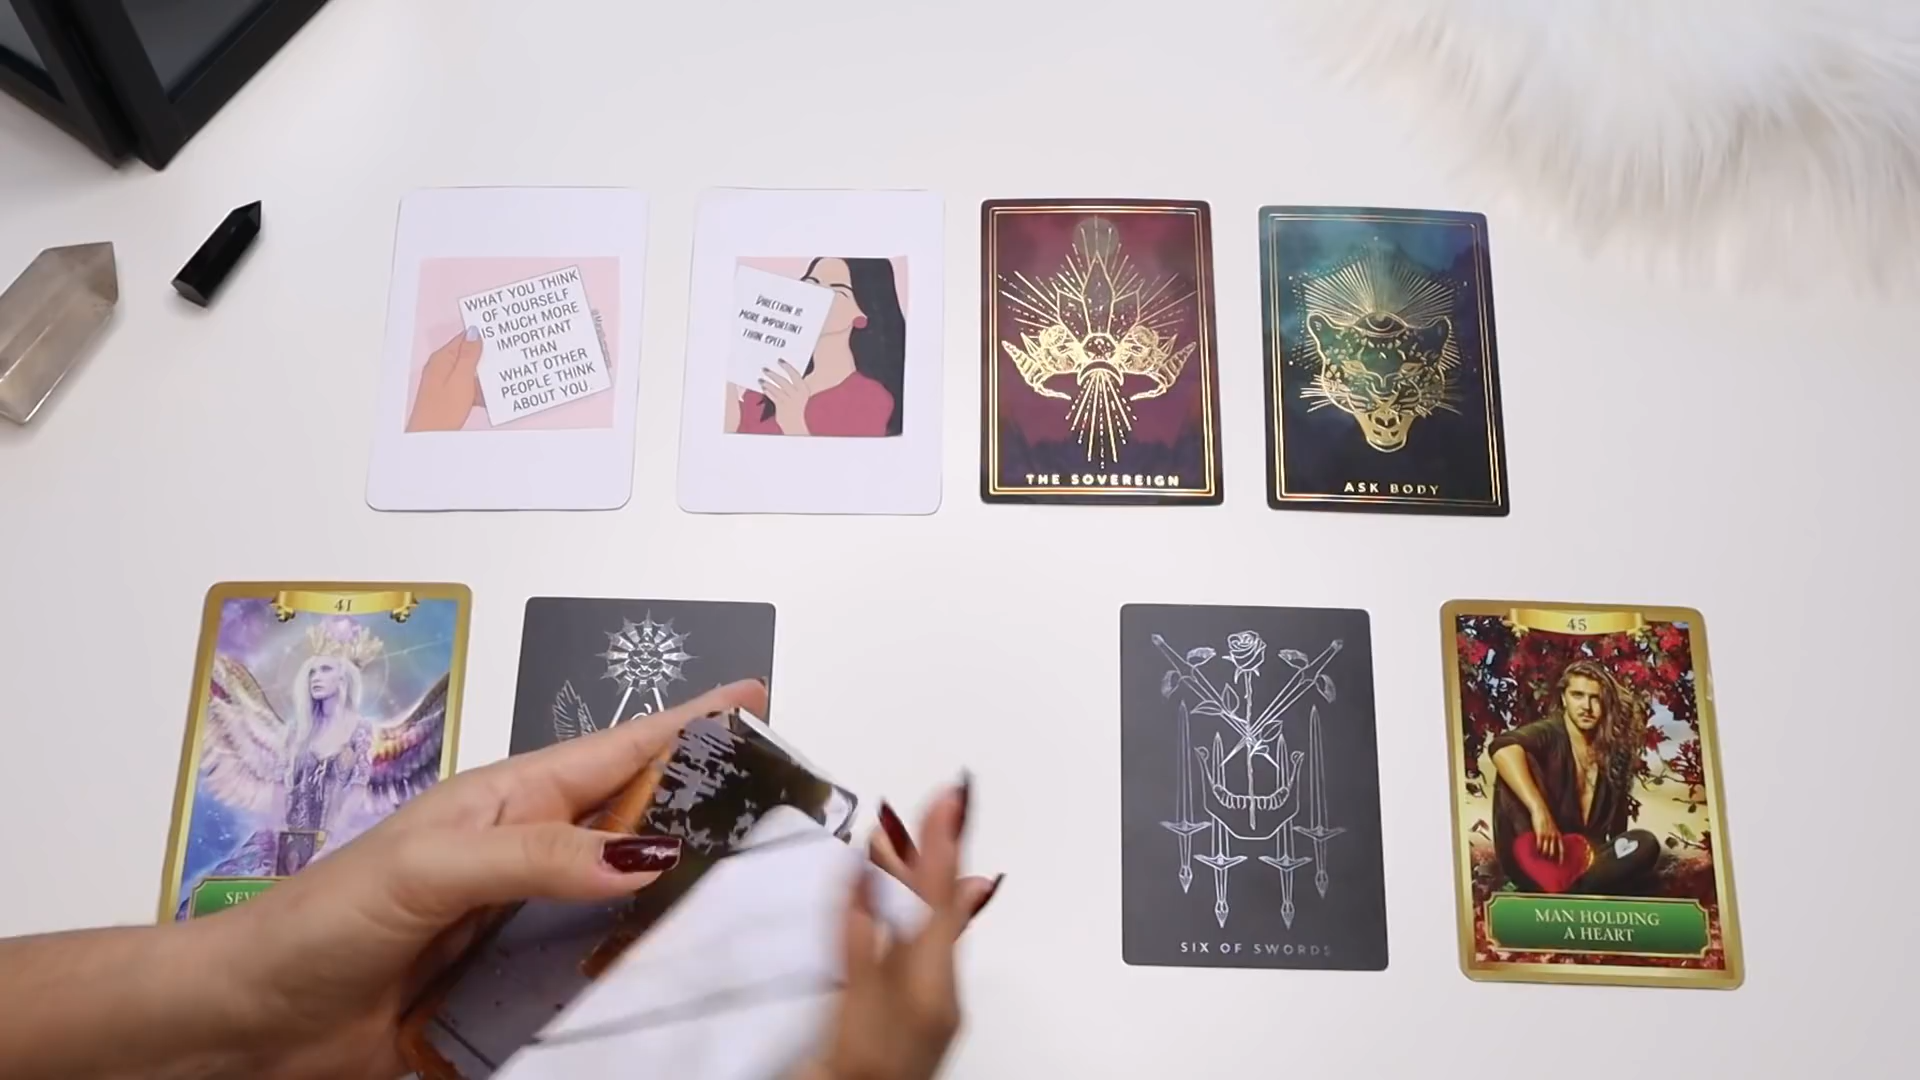 WHAT YOU THINK
OF YOURSELF
IS MUCH MORE
IMPORTANT
THAN
WHAT OTHER
PEOPLE THINK
ABOUT YOU.
DIRECTION IS
MORE IMPORTANT
THAN SPEED
THE SOVEREIGN
ASK BODY
41
SIX OF SWORDS
45
MAN HOLDING
A HEART